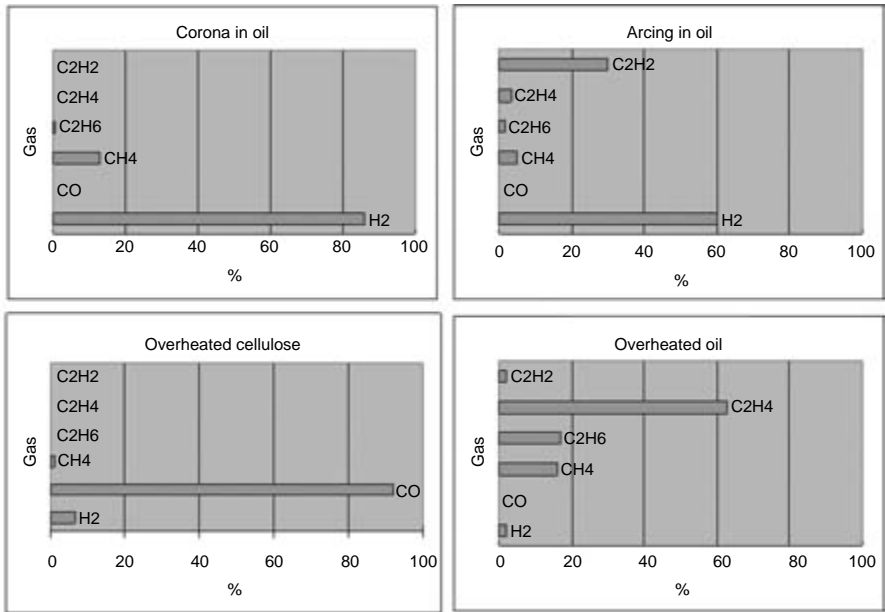 Corona in oil
Gas
C2H2
C2H4
C2H6
CH4
CO
H2
0 20 40 60 80 100
%
Arcing in oil
Gas
C2H2
C2H4
C2H6
CH4
CO
H2
0 20 40 60 80 100
%
Overheated cellulose
Gas
C2H2
C2H4
C2H6
CH4
CO
H2
0 20 40 60 80 100
%
Overheated oil
Gas
C2H2
C2H4
C2H6
CH4
CO
H2
0 20 40 60 80 100
%